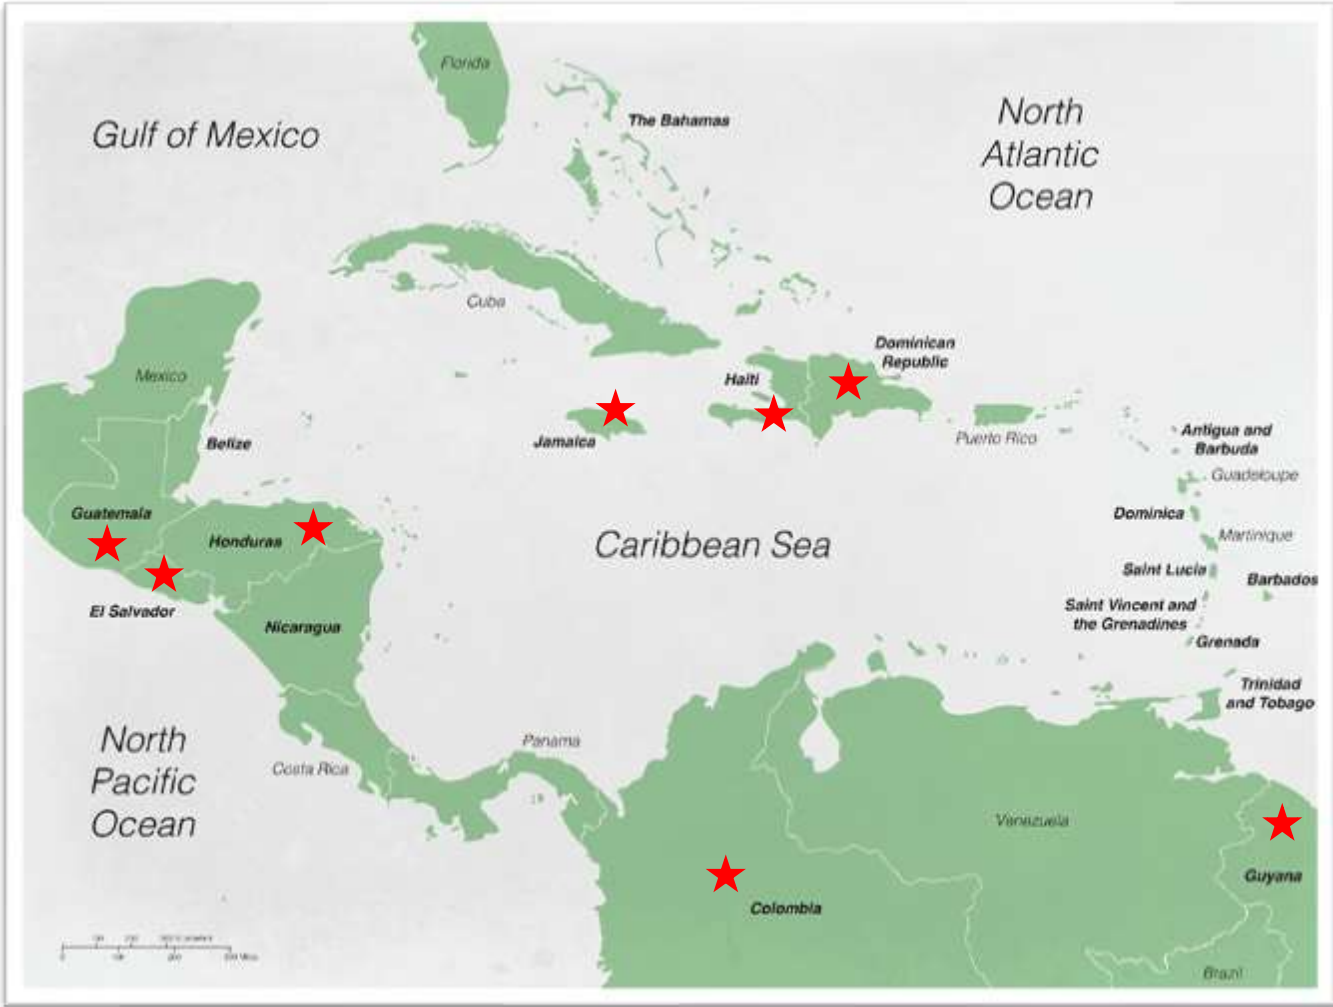 Florida
The Bahamas
Gulf of Mexico
North
Atlantic
Ocean
Cuba
Dominican
Republic
Haiti
Mexico
Jamaica
Puerto Rico
Belize
Antigua and
Barbuda
Guadeloupe
Guatemala
Dominica
Honduras
Caribbean Sea
Martinique
Saint Lucia
Barbados
El Salvador
Saint Vincent and
the Grenadines
Nicaragua
Grenada
Trinidad
and Tobago
North
Pacific
Ocean
Panama
Costa Rica
Venezuela
Guyana
Colombia
Brazil